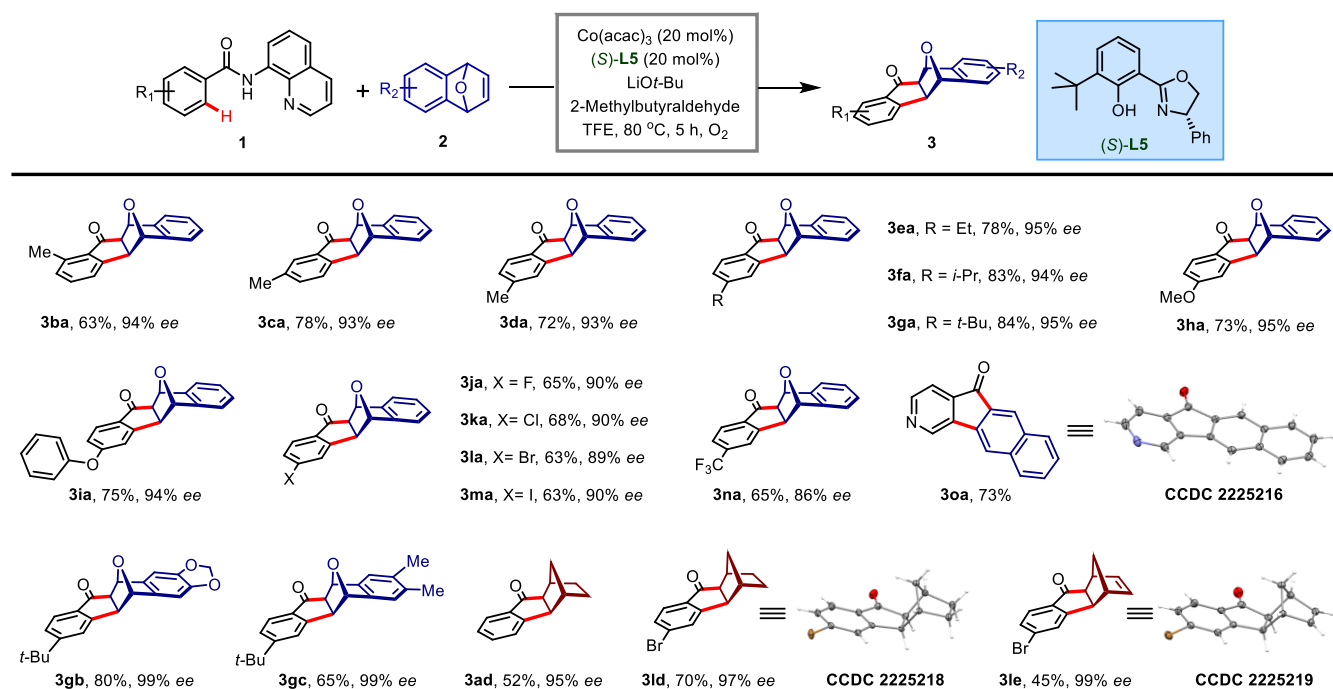 O
N
H
N
R1
H
1
+
O
R2
2
Co(acac)3 (20 mol%)
(S)-L5 (20 mol%)
LiOt-Bu
2-Methylbutyraldehyde
TFE, 80 °C, 5 h, O2
O
O
R2
R1
3
O
N
OH
Ph
(S)-L5
O
O
Me
3ba, 63%, 94% ee
O
O
Me
3ca, 78%, 93% ee
O
O
Me
3da, 72%, 93% ee
O
O
R
3ea, R = Et, 78%, 95% ee
3fa, R = i-Pr, 83%, 94% ee
3ga, R = t-Bu, 84%, 95% ee
O
O
MeO
3ha, 73%, 95% ee
O
O
O
3ia, 75%, 94% ee
O
O
X
3ja, X = F, 65%, 90% ee
3ka, X= Cl, 68%, 90% ee
3la, X= Br, 63%, 89% ee
3ma, X= I, 63%, 90% ee
O
O
F3C
3na, 65%, 86% ee
O
N
3oa, 73%
CCDC 2225216
O
O
O
O
t-Bu
3gb, 80%, 99% ee
O
O
Me
Me
t-Bu
3gc, 65%, 99% ee
O
3ad, 52%, 95% ee
O
Br
3ld, 70%, 97% ee
CCDC 2225218
O
Br
3le, 45%, 99% ee
CCDC 2225219